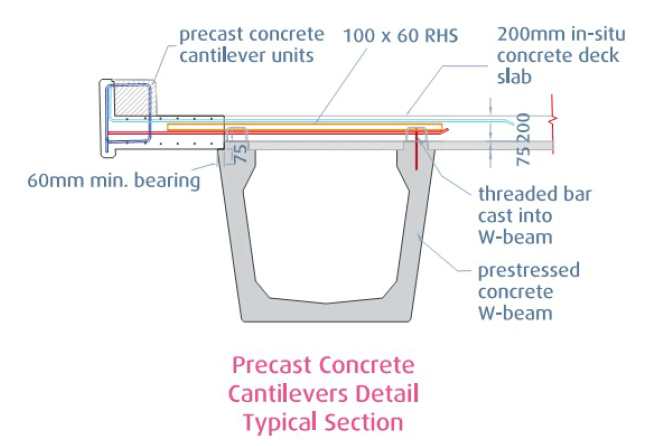 precast concrete
cantilever units
100 x 60 RHS
200mm in-situ
concrete deck
slab
75 200
75
60mm min. bearing
threaded bar
cast into
W-beam
prestressed
concrete
W-beam
Precast Concrete
Cantilevers Detail
Typical Section